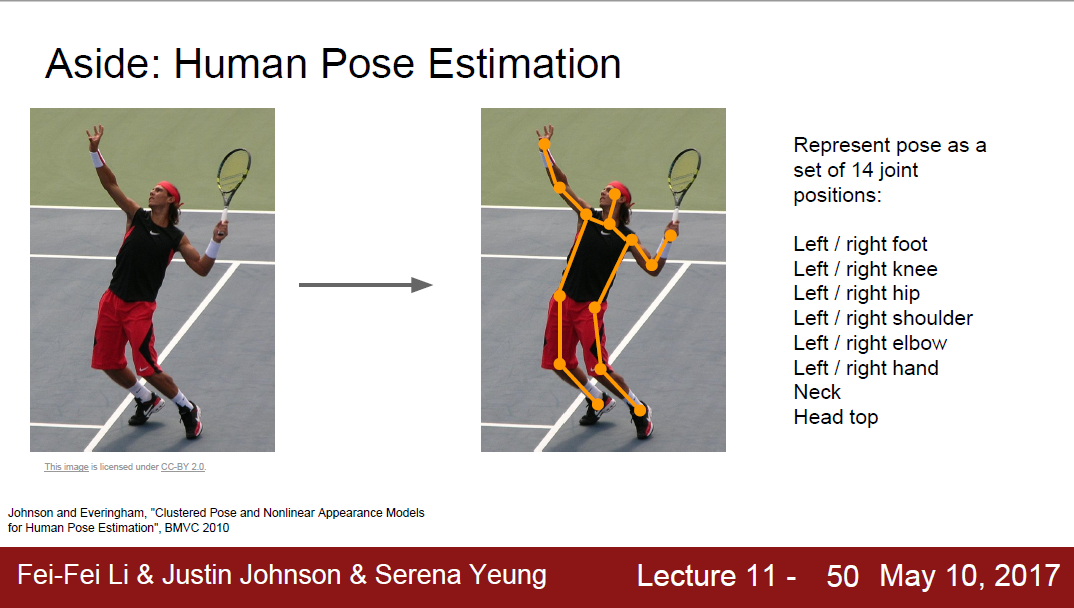 Aside: Human Pose Estimation
Represent pose as a
set of 14 joint
positions:
Left / right foot
Left / right knee
Left / right hip
Left / right shoulder
Left / right elbow
Left / right hand
Neck
Head top
This image is licensed under CC-BY 2.0.
Johnson and Everingham, "Clustered Pose and Nonlinear Appearance Models
for Human Pose Estimation", BMVC 2010
Fei-Fei Li & Justin Johnson & Serena Yeung Lecture 11 - 50 May 10, 2017